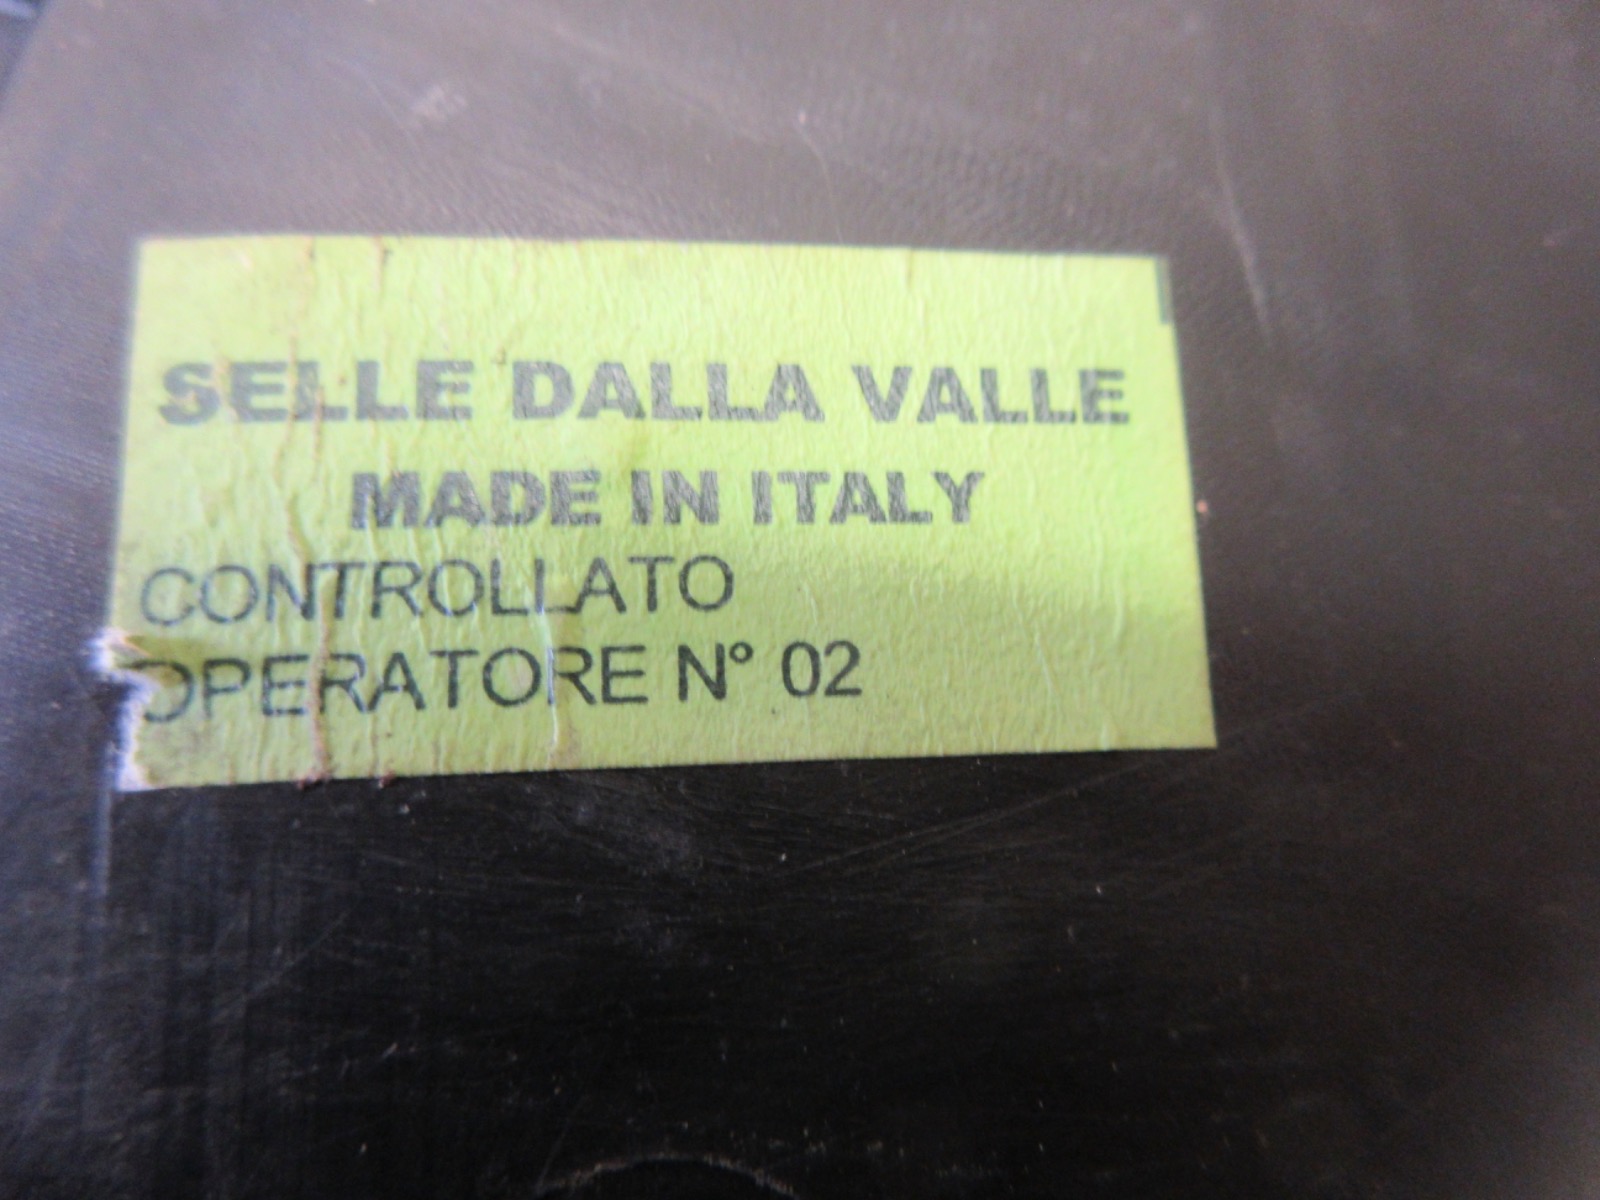 SELLE DALLA VALLE
MADE IN ITALY
CONTROLLATO
OPERATORE N° 02